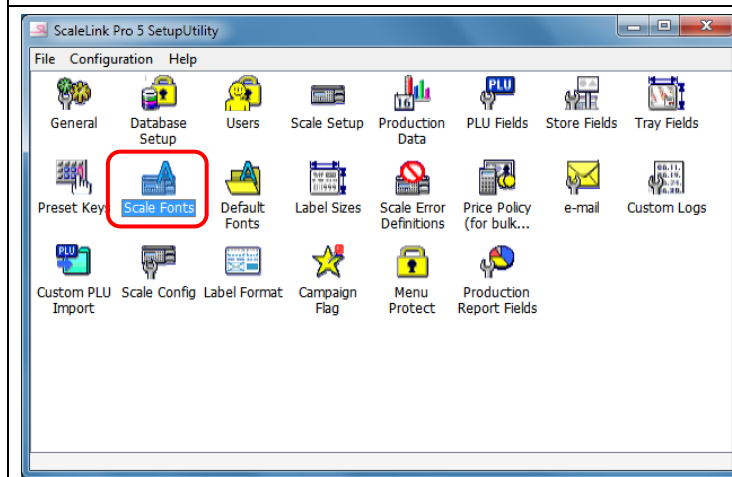 ScaleLink Pro 5 SetupUtility
File Configuration Help
General Database Setup Users Scale Setup Production Data PLU Fields Store Fields Tray Fields
Preset Keys Scale Fonts Default Fonts Label Sizes Scale Error Definitions Price Policy (for bulk... e-mail Custom Logs
Custom PLU Import Scale Config Label Format Campaign Flag Menu Protect Production Report Fields